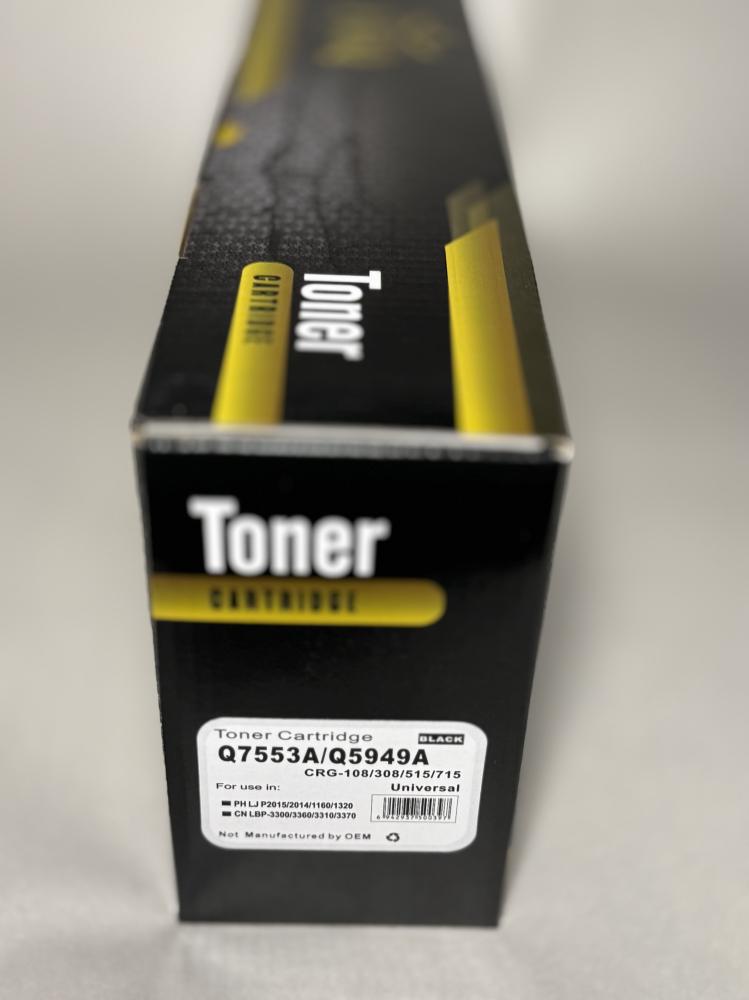 Toner
CARTRIDGE
Toner
CARTRIDGE
Toner Cartridge BLACK
Q7553A/Q5949A
CRG-108/308/515/715
For use in: Universal
PH LJ P2015/2014/1160/1320
CN LBP-3300/3360/3310/3370
6942937500397
Not Manufactured by OEM